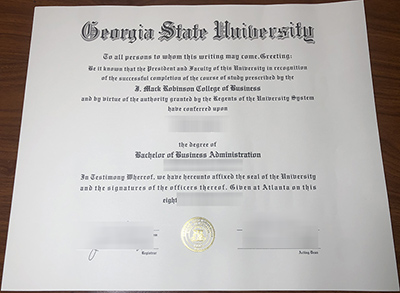 Georgia State University
To all persons to whom this writing may come, Greeting:
Be it known that the President and Faculty of this University in recognition
of the successful completion of the course of study prescribed by the
J. Mack Robinson College of Business
and by virtue of the authority granted by the Regents of the University System
have conferred upon
the degree of
Bachelor of Business Administration
In Testimony Whereof, we have hereunto affixed the seal of the University
and the signatures of the officers thereof. Given at Atlanta on this
eight
Registrar
Acting Dean